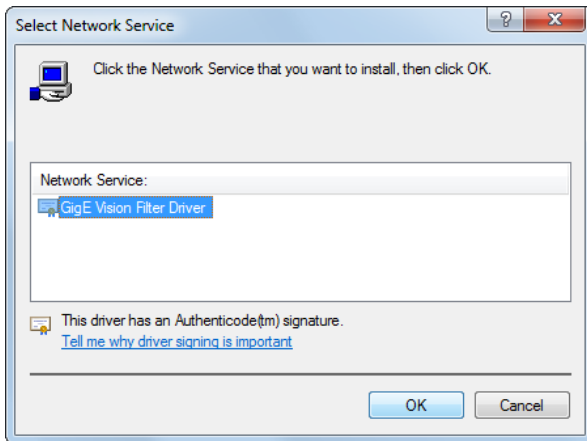 Select Network Service
Click the Network Service that you want to install, then click OK.
Network Service:
GigE Vision Filter Driver
This driver has an Authenticode(tm) signature.
Tell me why driver signing is important
OK
Cancel